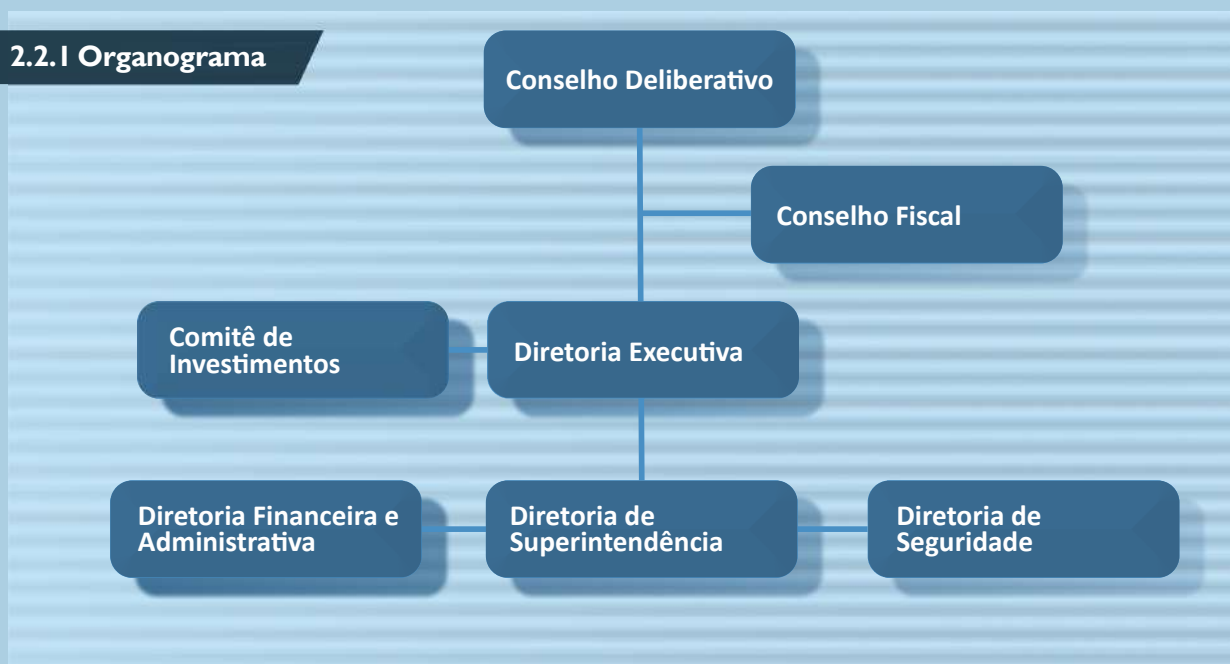 2.2.1 Organograma
Conselho Deliberativo
Conselho Fiscal
Comitê de
Investimentos
Diretoria Executiva
Diretoria Financeira e
Administrativa
Diretoria de
Superintendência
Diretoria de
Seguridade